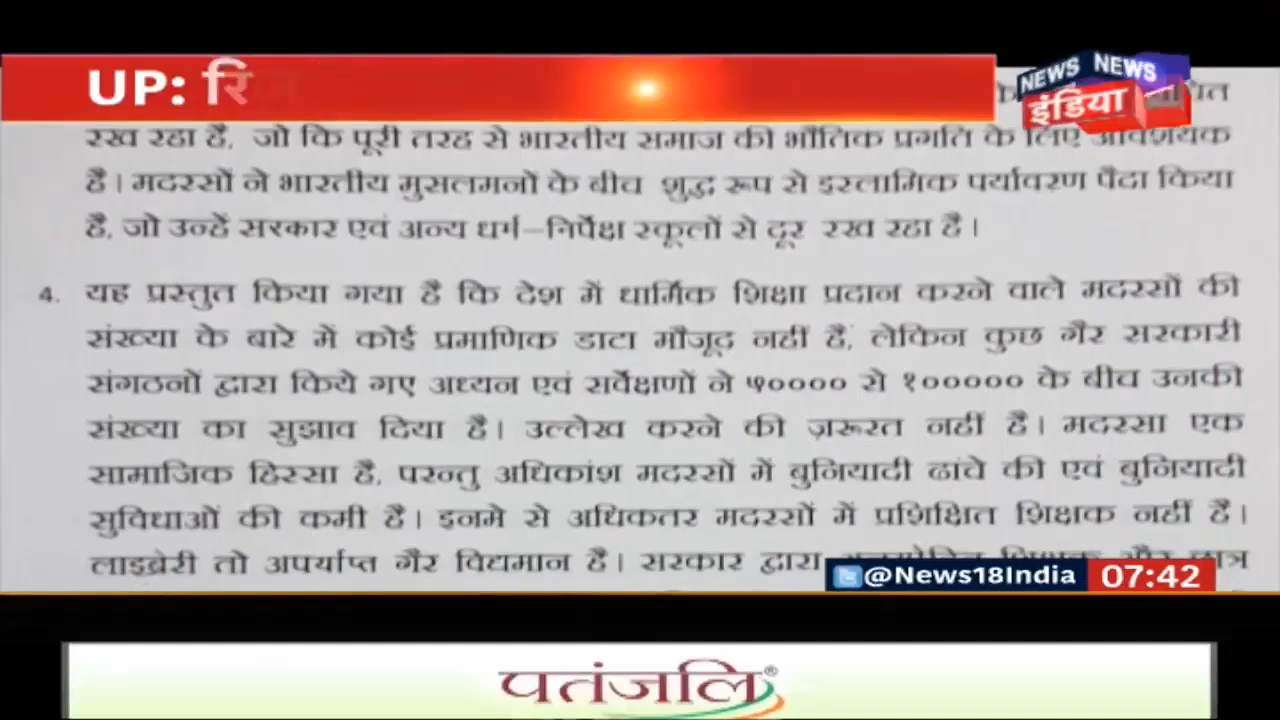 UP: रि
NEWS NEWS
इंडिया
रख रहा है, जो कि पूरी तरह से भारतीय समाज की भौतिक प्रगति के लिए आवश्यक
है। मदरसों ने भारतीय मुसलमनों के बीच शुद्ध रूप से इस्लामिक पर्यावरण पैदा किया
है, जो उन्हें सरकार एवं अन्य धर्म-निर्पेक्ष स्कूलों से दूर रख रहा है।
4. यह प्रस्तुत किया गया है कि देश में धार्मिक शिक्षा प्रदान करने वाले मदरसों की
संख्या के बारे में कोई प्रमाणिक डाटा मौजूद नहीं है, लेकिन कुछ गैर सरकारी
संगठनों द्वारा किये गए अध्यन एवं सर्वेक्षणों ने ५०००० से १००००० के बीच उनकी
संख्या का सुझाव दिया है। उल्लेख करने की ज़रूरत नहीं है। मदरसा एक
सामाजिक हिस्सा है, परन्तु अधिकांश मदरसों में बुनियादी ढांचे की एवं बुनियादी
सुविधाओं की कमी है। इनमे से अधिकतर मदरसों में प्रशिक्षित शिक्षक नहीं है।
लाइब्रेरी तो अपर्याप्त गैर विद्यमान है। सरकार द्वारा
@News18India 07:42
पतंजलि®